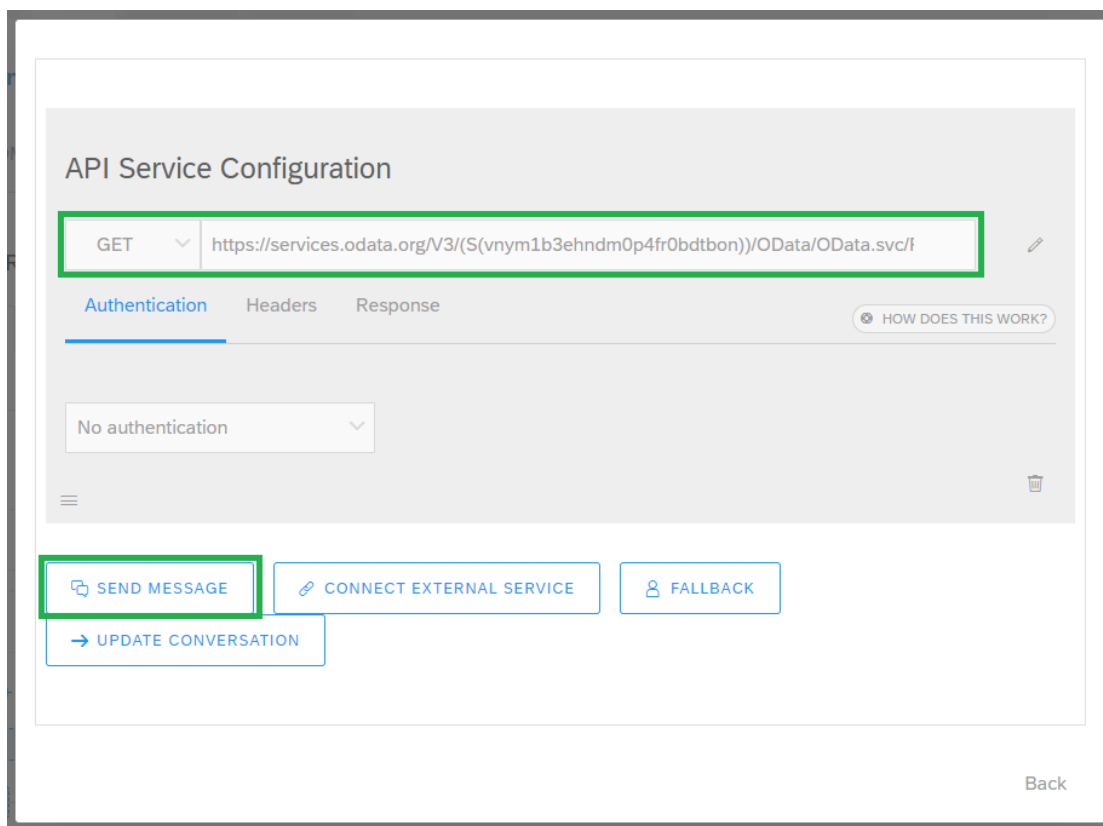 API Service Configuration
GET https://services.odata.org/V3/(S(vnym1b3ehndm0p4fr0bdtbon))/OData/OData.svc/
Authentication Headers Response
HOW DOES THIS WORK?
No authentication
SEND MESSAGE CONNECT EXTERNAL SERVICE FALLBACK
UPDATE CONVERSATION
Back